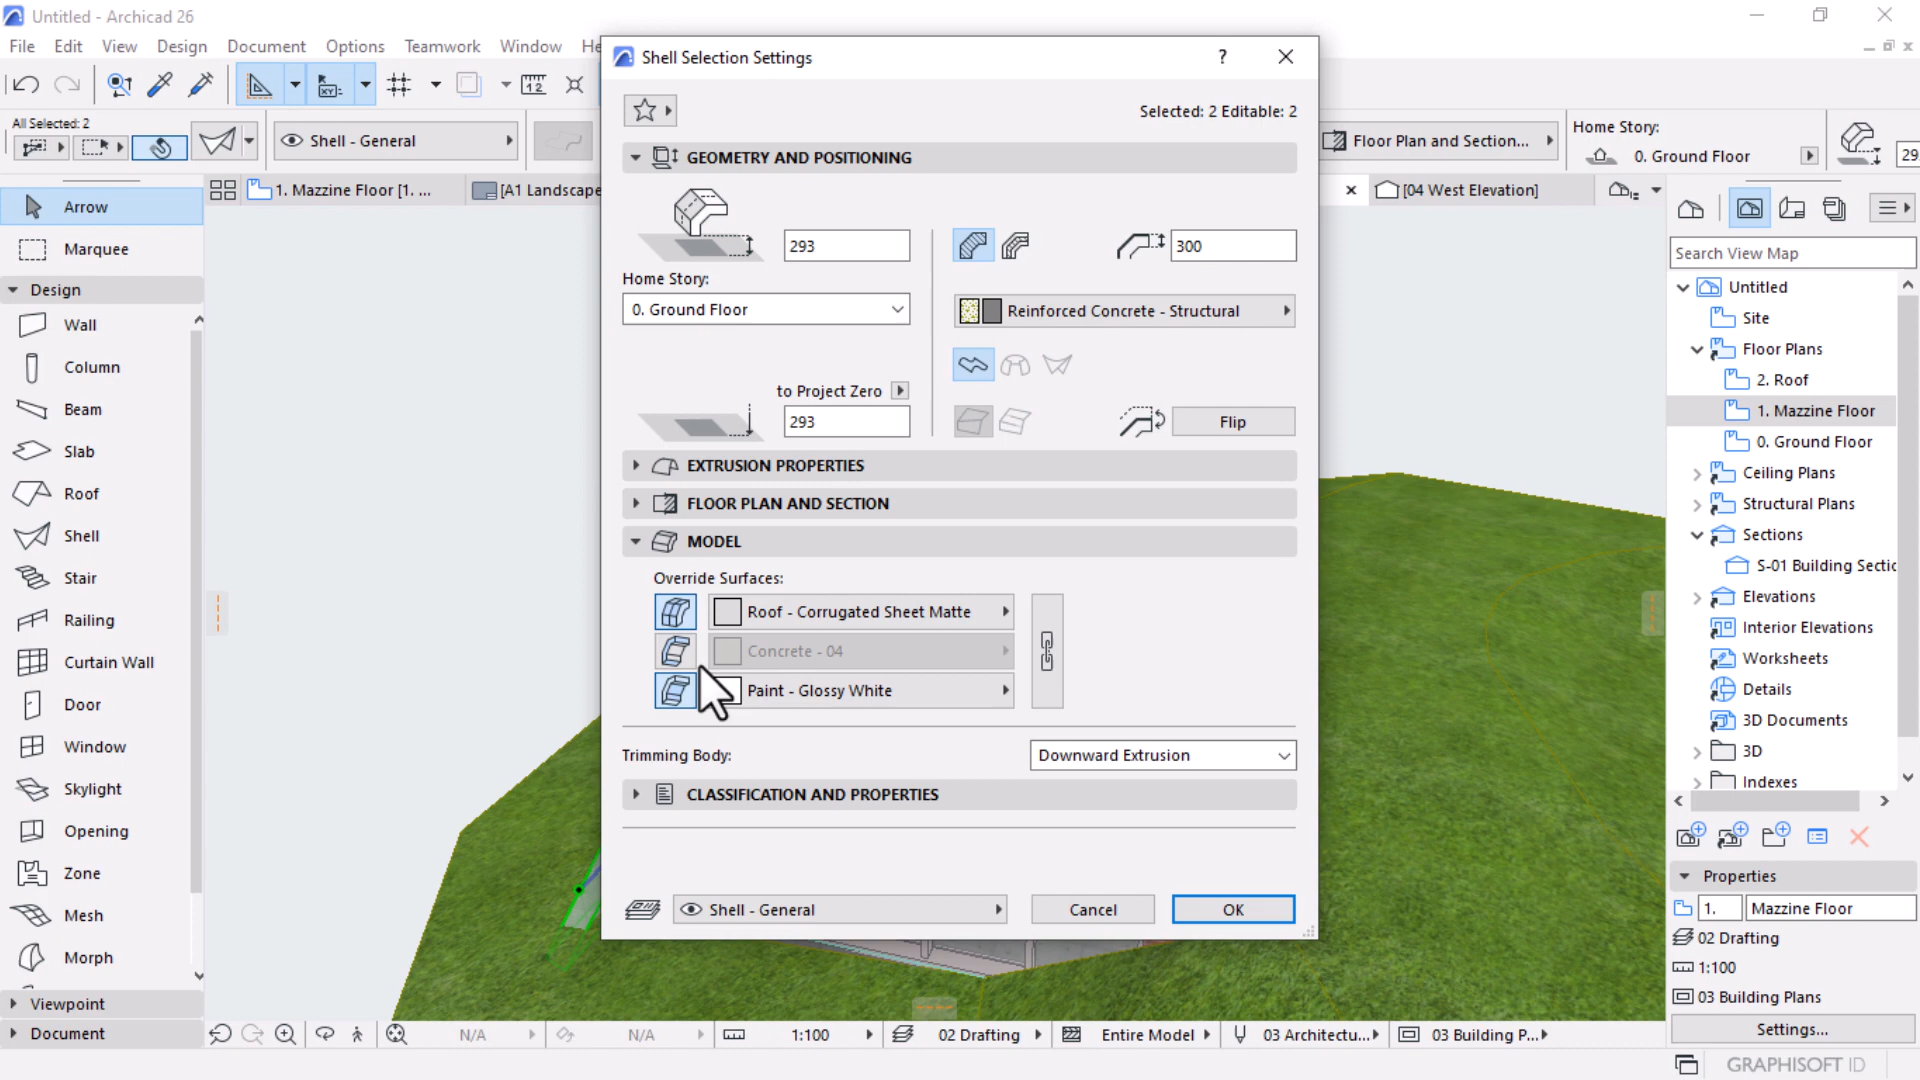 Untitled - Archicad 26
File Edit View Design Document Options Teamwork Window He
All Selected: 2
Shell - General
Floor Plan and Section...
Home Story:
0. Ground Floor
29
1. Mazzine Floor [1. ...
[A1 Landscape
[04 West Elevation]
Arrow
Marquee
Design
Wall
Column
Beam
Slab
Roof
Shell
Stair
Railing
Curtain Wall
Door
Window
Skylight
Opening
Zone
Mesh
Morph
Viewpoint
Document
Shell Selection Settings
?
Selected: 2 Editable: 2
GEOMETRY AND POSITIONING
293
300
Home Story:
0. Ground Floor
Reinforced Concrete - Structural
to Project Zero
293
Flip
EXTRUSION PROPERTIES
FLOOR PLAN AND SECTION
MODEL
Override Surfaces:
Roof - Corrugated Sheet Matte
Concrete - 04
Paint - Glossy White
Trimming Body:
Downward Extrusion
CLASSIFICATION AND PROPERTIES
Shell - General
Cancel
OK
Search View Map
Untitled
Site
Floor Plans
2. Roof
1. Mazzine Floor
0. Ground Floor
Ceiling Plans
Structural Plans
Sections
S-01 Building Sectic
Elevations
Interior Elevations
Worksheets
Details
3D Documents
3D
Indexes
Properties
1. Mazzine Floor
02 Drafting
1:100
03 Building Plans
Settings...
N/A
N/A
1:100
02 Drafting
Entire Model
03 Architectu...
03 Building P...
GRAPHISOFT ID